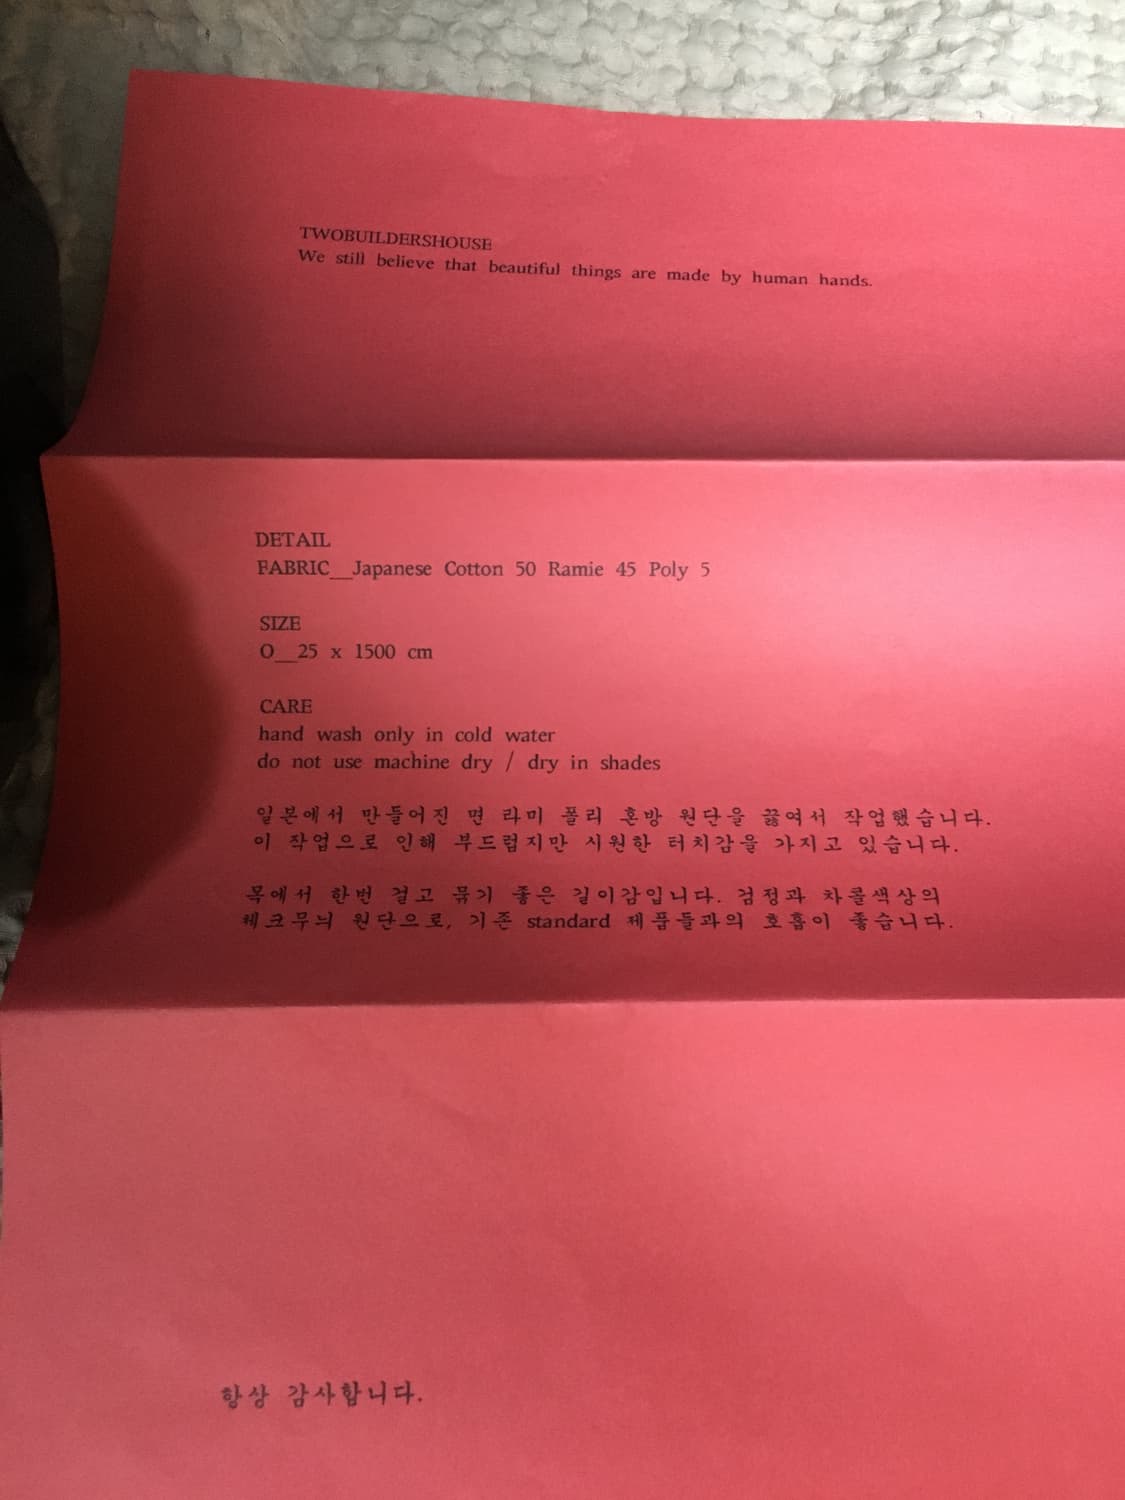 TWOBUILDERSHOUSE
We still believe that beautiful things are made by human hands.
DETAIL
FABRIC__Japanese Cotton 50 Ramie 45 Poly 5
SIZE
O__25 x 1500 cm
CARE
hand wash only in cold water
do not use machine dry / dry in shades
일본에서 만들어진 면 라미 폴리 혼방 원단을 끓여서 작업했습니다.
이 작업으로 인해 부드럽지만 시원한 터치감을 가지고 있습니다.
목에서 한번 걸고 묶기 좋은 길이감입니다. 검정과 차콜색상의
체크무늬 원단으로, 기존 standard 제품들과의 호흡이 좋습니다.
항상 감사합니다.